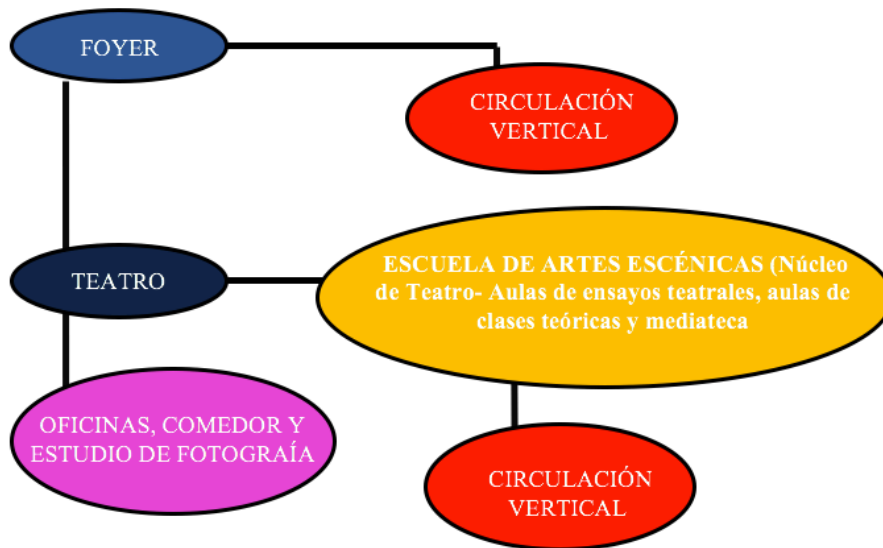 FOYER
CIRCULACIÓN
VERTICAL
TEATRO
ESCUELA DE ARTES ESCÉNICAS (Núcleo
de Teatro- Aulas de ensayos teatrales, aulas de
clases teóricas y mediateca
OFICINAS, COMEDOR Y
ESTUDIO DE FOTOGRAÍA
CIRCULACIÓN
VERTICAL